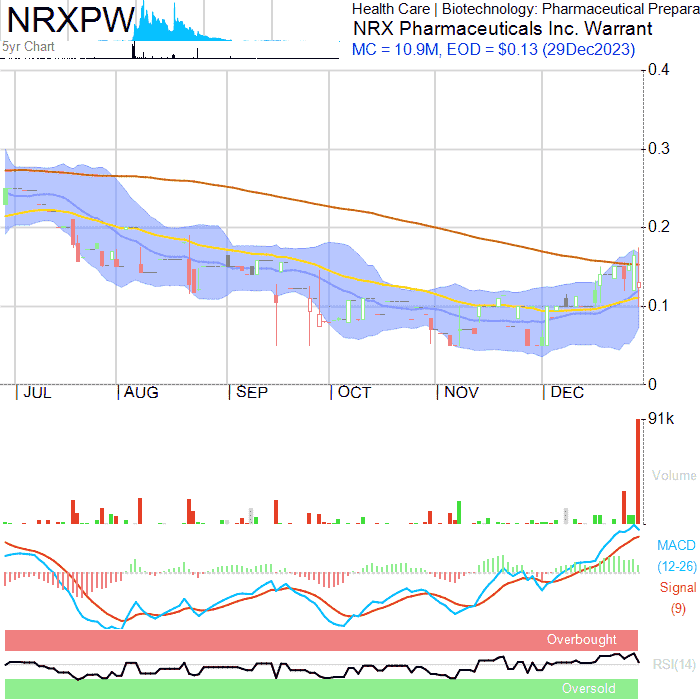 NRXPW
Health Care | Biotechnology: Pharmaceutical Prepara
NRX Pharmaceuticals Inc. Warrant
MC = 10.9M, EOD = $0.13 (29Dec2023)
5yr Chart
0.4
0.3
0.2
0.1
0
JUL AUG SEP OCT NOV DEC
91k
Volume
0
MACD
(12-26)
Signal
(9)
Overbought
RSI(14)
Oversold